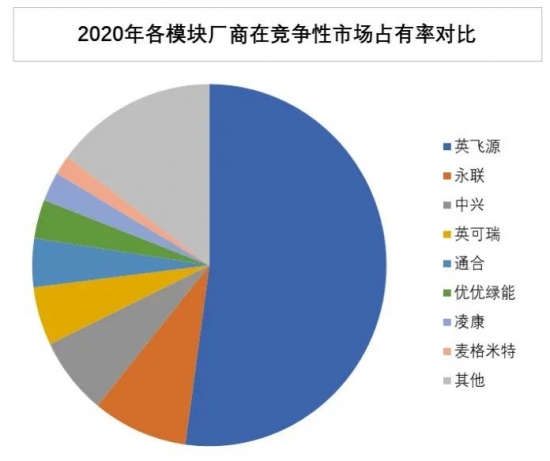 2020年各模块厂商在竞争性市场占有率对比
英飞源
永联
中兴
英可瑞
通合
优优绿能
凌康
麦格米特
其他